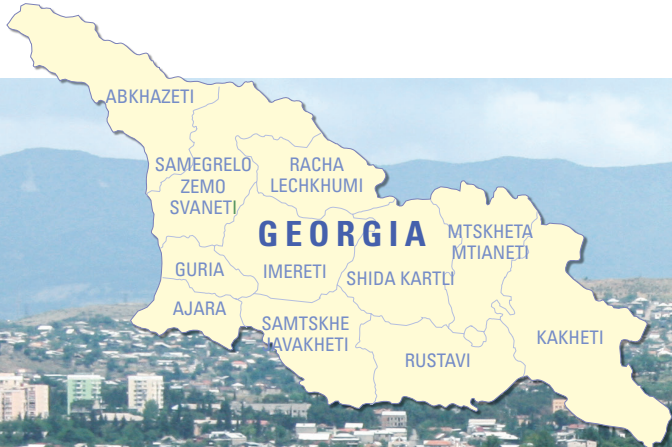 ABKHAZETI
SAMEGRELO
ZEMO
SVANETI
RACHA
LECHKHUMI
GEORGIA
MTSKHETA
MTIANETI
GURIA
IMERETI
SHIDA KARTLI
AJARA
SAMTSKHE
JAVAKHETI
RUSTAVI
KAKHETI